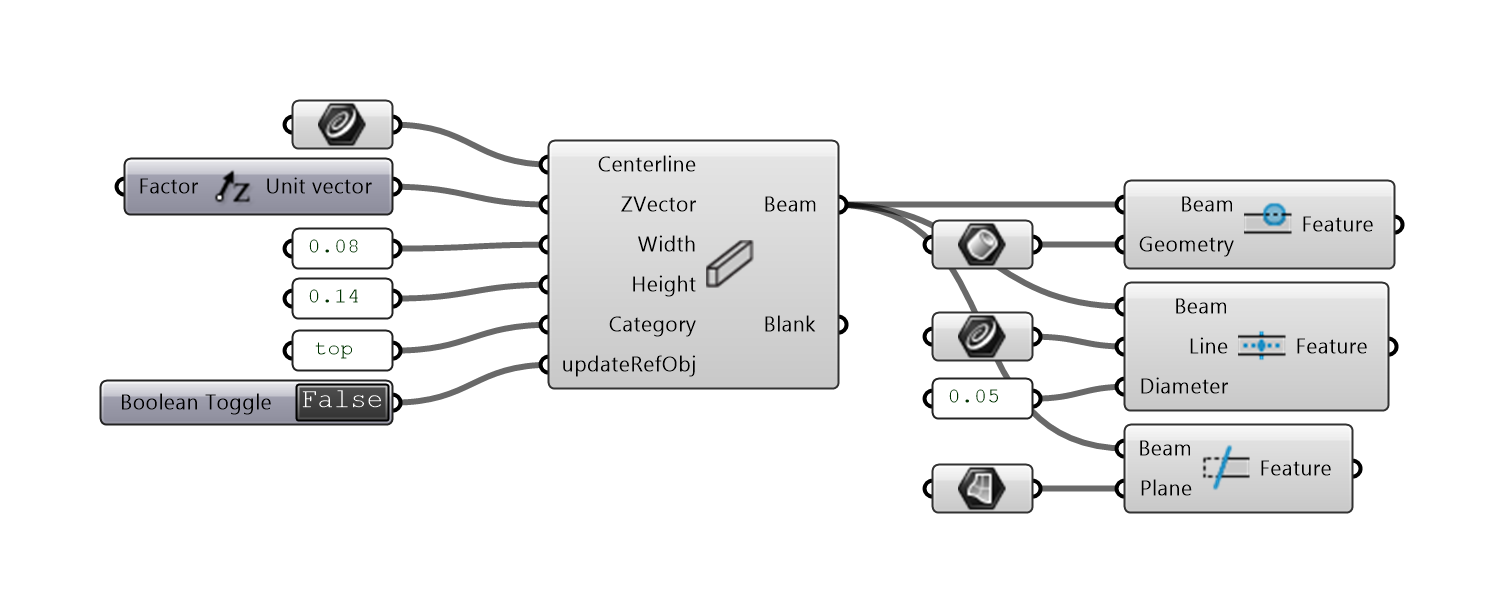 Centerline
Factor Z Unit vector
ZVector
Beam
0.08
Width
0.14
Height
top
Category
Blank
Boolean Toggle False
updateRefObj
Beam
Geometry
Feature
Beam
Line
Feature
0.05
Diameter
Beam
Plane
Feature